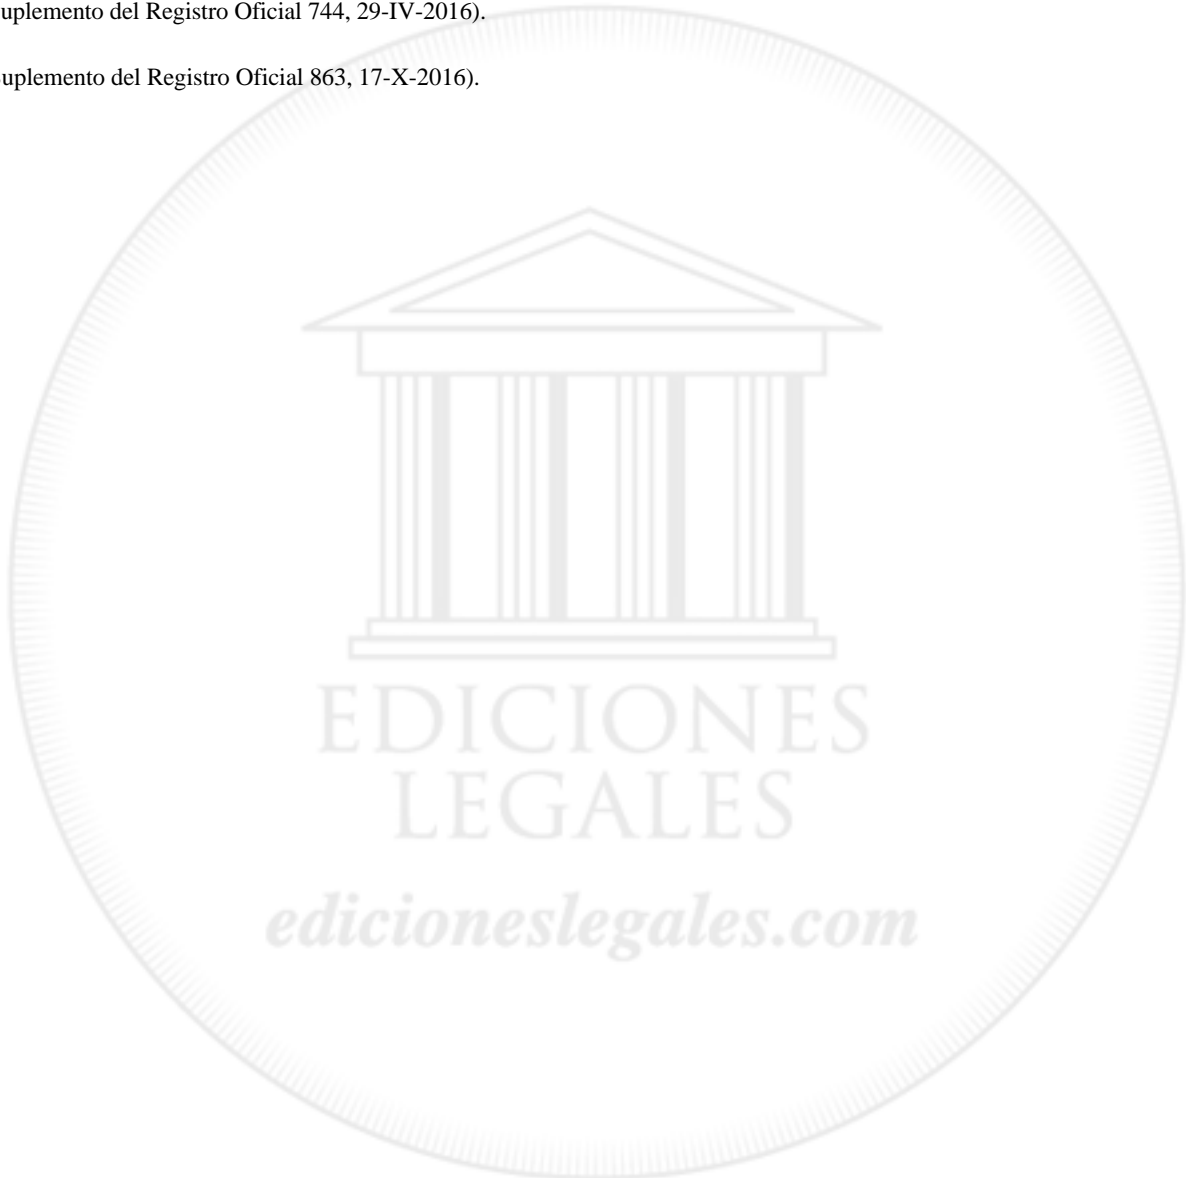 uplemento del Registro Oficial 744, 29-IV-2016).
uplemento del Registro Oficial 863, 17-X-2016).
EDICIONES
LEGALES
edicioneslegales.com